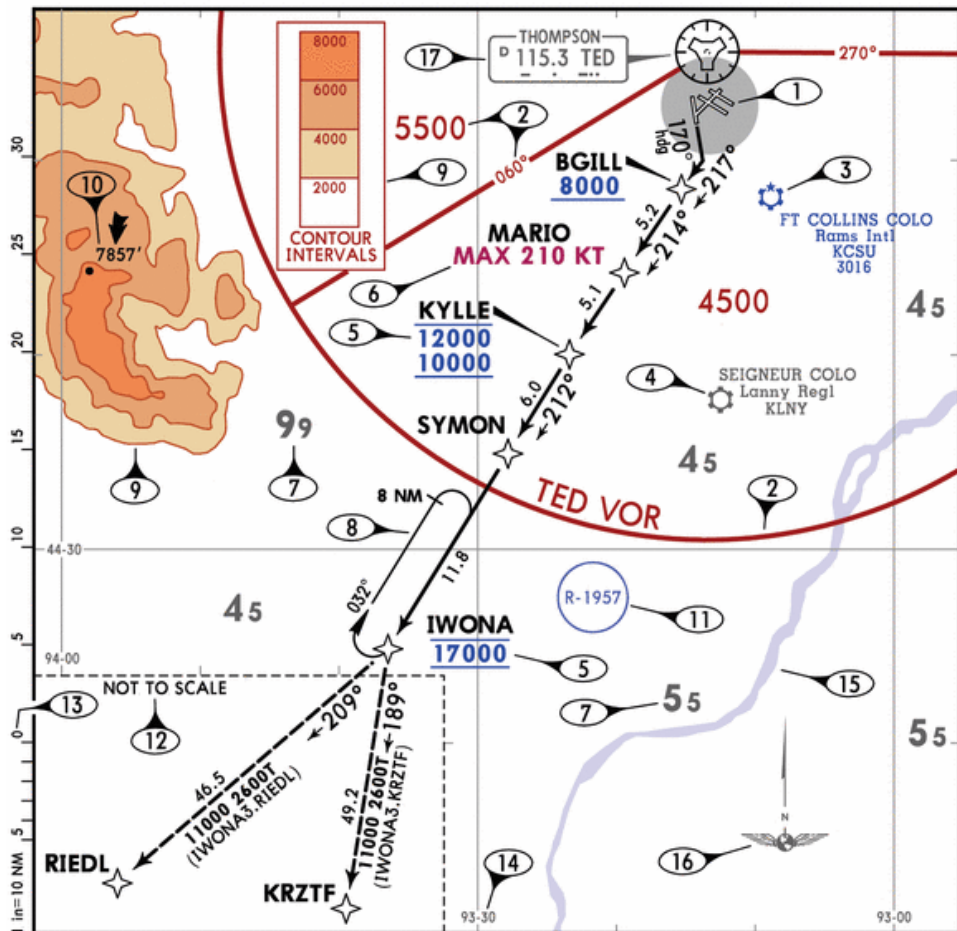 8000
6000
4000
2000
CONTOUR
INTERVALS
9
17
THOMPSON
D 115.3 TED
270°
1
5500
2
060°
170°
hdg
BGILL
8000
217°
3
FT COLLINS COLO
Rams Intl
KCSU
3016
10
7857'
5.2
214°
MARIO
MAX 210 KT
6
5.1
4500
45
KYLLE
12000
10000
5
4
SEIGNEUR COLO
Lanny Regl
KLNY
6.0
212°
SYMON
99
7
9
45
2
TED VOR
8 NM
8
11.8
032°
44-30
45
R-1957
11
IWONA
17000
5
94-00
NOT TO SCALE
12
13
209°
189°
46.5
11000 2600T
(IWONA3.RIEDL)
49.2
11000 2600T
(IWONA3.KRZTF)
RIEDL
KRZTF
7
55
15
55
N
16
14
93-30
93-00
30
25
20
15
10
5
0
5
1 in=10 NM